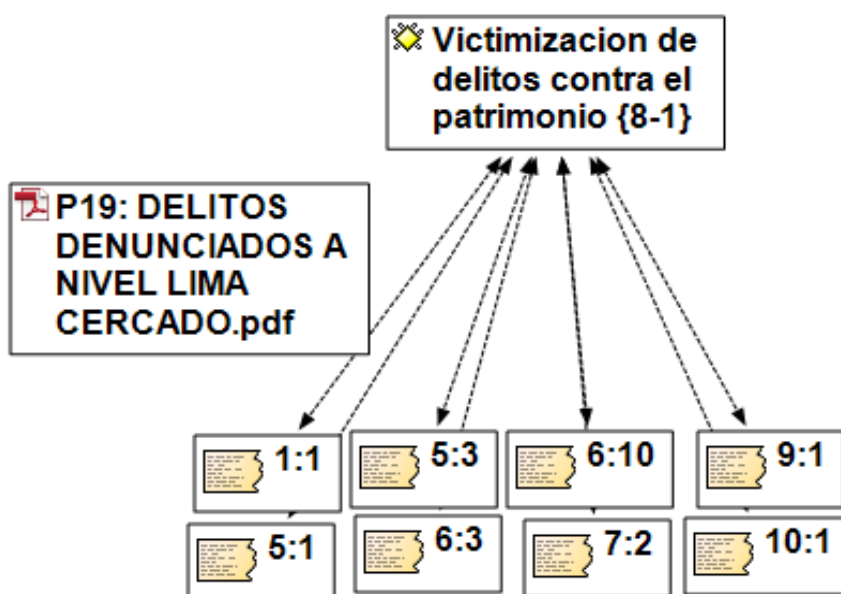 Victimizacion de
delitos contra el
patrimonio {8-1}
P19: DELITOS
DENUNCIADOS A
NIVEL LIMA
CERCADO.pdf
1:1
5:3
6:10
9:1
5:1
6:3
7:2
10:1